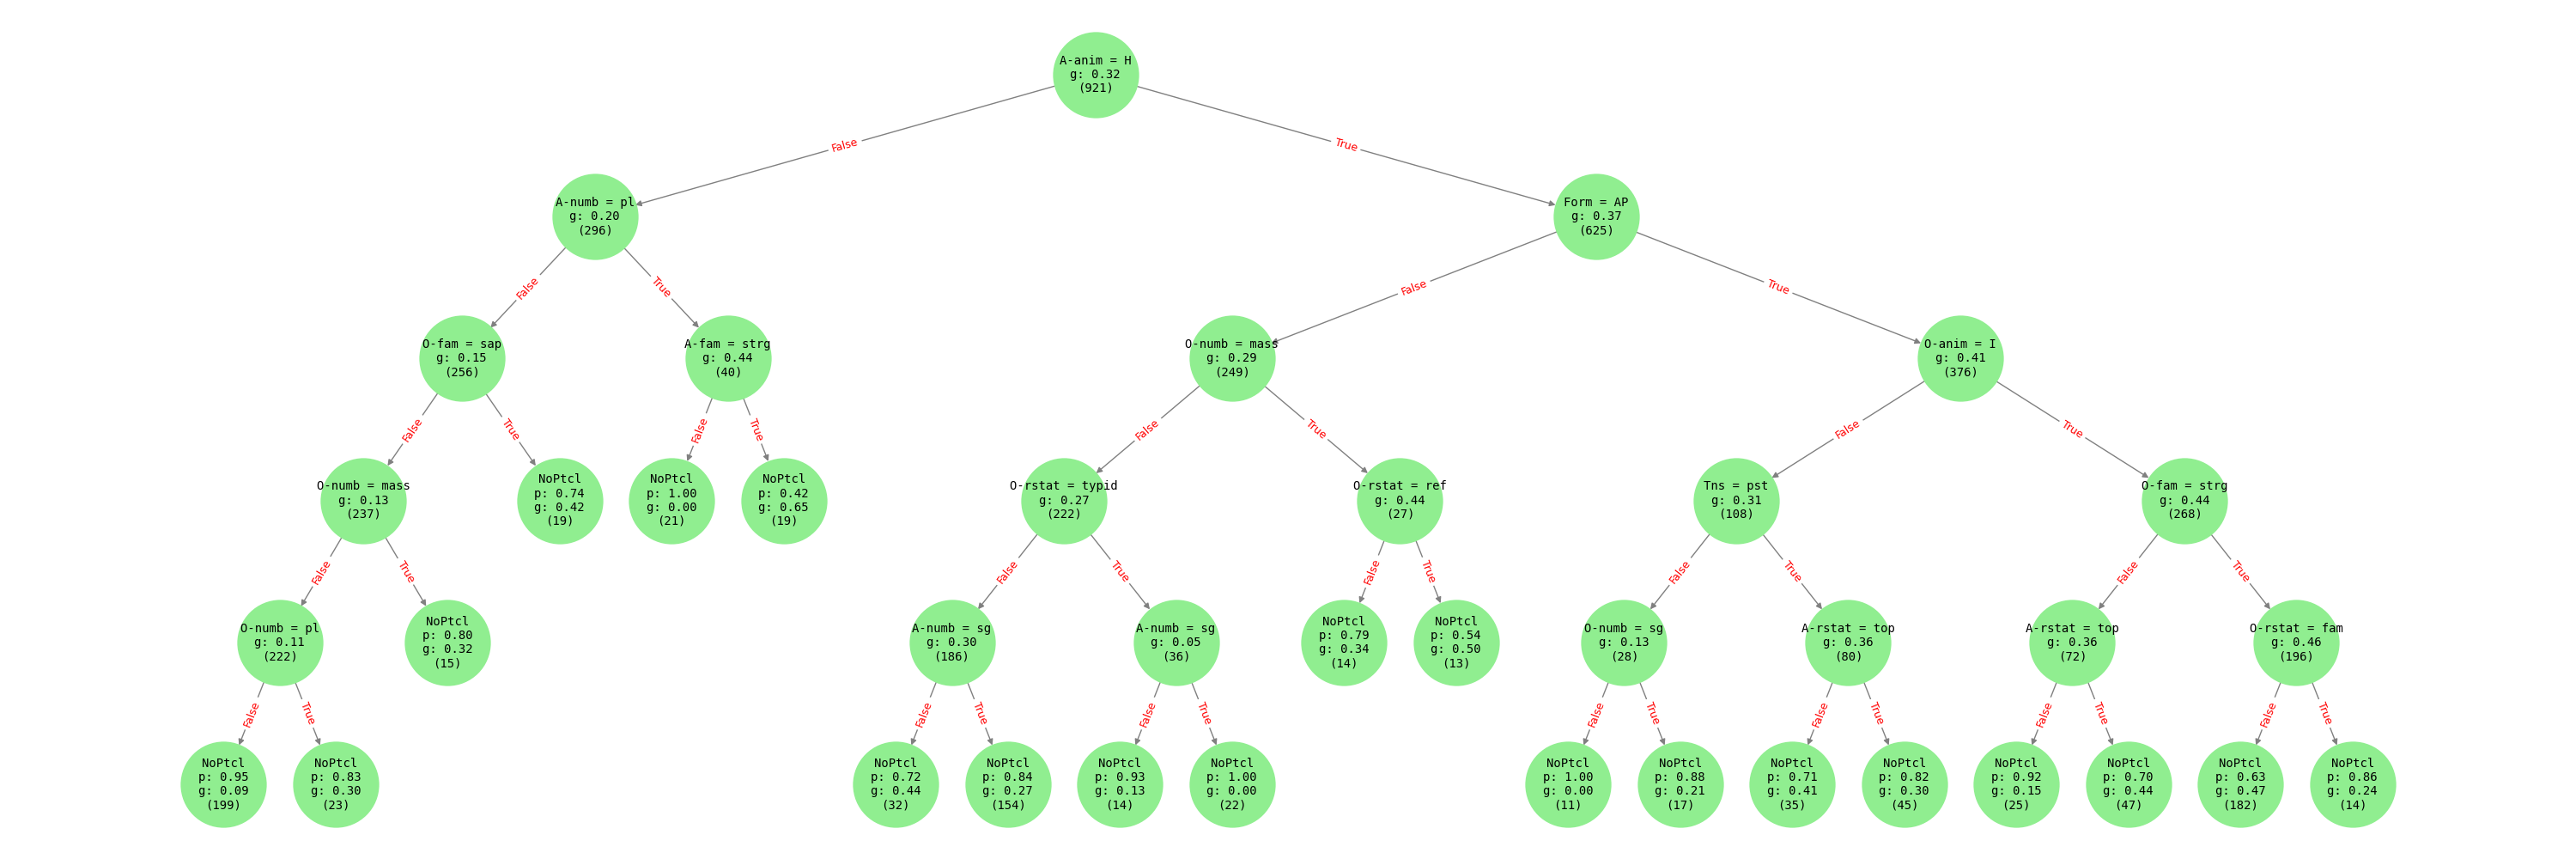 A-anim = H
g: 0.32
(921)
False
True
A-numb = pl
g: 0.20
(296)
Form = AP
g: 0.37
(625)
False
True
False
True
O-fam = sap
g: 0.15
(256)
A-fam = strg
g: 0.44
(40)
O-numb = mass
g: 0.29
(249)
O-anim = I
g: 0.41
(376)
False
True
False
True
False
True
False
True
O-numb = mass
g: 0.13
(237)
NoPtcl
p: 0.74
g: 0.42
(19)
NoPtcl
p: 1.00
g: 0.00
(21)
NoPtcl
p: 0.42
g: 0.65
(19)
O-rstat = typid
g: 0.27
(222)
O-rstat = ref
g: 0.44
(27)
Tns = pst
g: 0.31
(108)
O-fam = strg
g: 0.44
(268)
False
True
False
True
False
True
False
True
False
True
O-numb = pl
g: 0.11
(222)
NoPtcl
p: 0.80
g: 0.32
(15)
A-numb = sg
g: 0.30
(186)
A-numb = sg
g: 0.05
(36)
NoPtcl
p: 0.79
g: 0.34
(14)
NoPtcl
p: 0.54
g: 0.50
(13)
O-numb = sg
g: 0.13
(28)
A-rstat = top
g: 0.36
(80)
A-rstat = top
g: 0.36
(72)
O-rstat = fam
g: 0.46
(196)
False
True
False
True
False
True
False
True
False
True
False
True
False
True
NoPtcl
p: 0.95
g: 0.09
(199)
NoPtcl
p: 0.83
g: 0.30
(23)
NoPtcl
p: 0.72
g: 0.44
(32)
NoPtcl
p: 0.84
g: 0.27
(154)
NoPtcl
p: 0.93
g: 0.13
(14)
NoPtcl
p: 1.00
g: 0.00
(22)
NoPtcl
p: 1.00
g: 0.00
(11)
NoPtcl
p: 0.88
g: 0.21
(17)
NoPtcl
p: 0.71
g: 0.41
(35)
NoPtcl
p: 0.82
g: 0.30
(45)
NoPtcl
p: 0.92
g: 0.15
(25)
NoPtcl
p: 0.70
g: 0.44
(47)
NoPtcl
p: 0.63
g: 0.47
(182)
NoPtcl
p: 0.86
g: 0.24
(14)